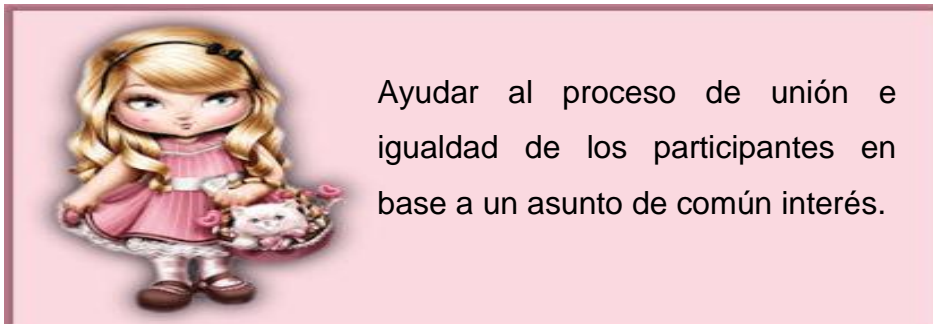 Ayudar al proceso de unión e
igualdad de los participantes en
base a un asunto de común interés.